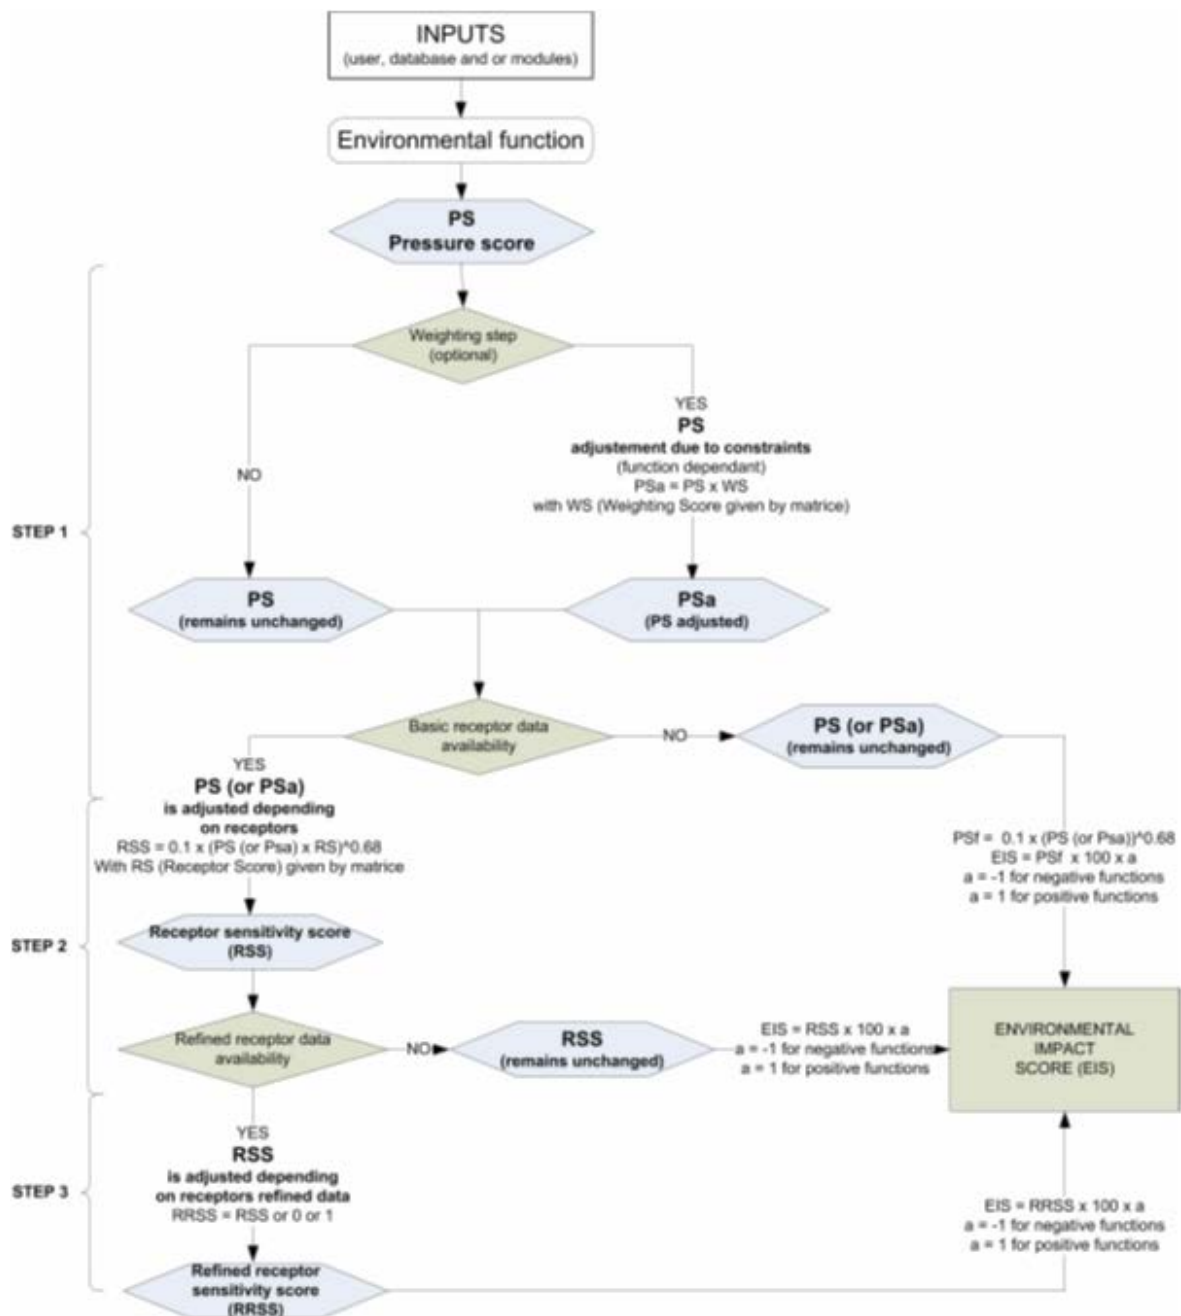 INPUTS
(user, database and or modules)
Environmental function
PS
Pressure score
Weighting step
(optional)
YES
PS
adjustement due to constraints
(function dependant)
PSa = PS x WS
with WS (Weighting Score given by matrice)
NO
STEP 1
PS
(remains unchanged)
PSa
(PS adjusted)
Basic receptor data
availability
NO
PS (or PSa)
(remains unchanged)
YES
PS (or PSa)
is adjusted depending
on receptors
RSS = 0.1 x (PS (or Psa) x RS)^0.68
With RS (Receptor Score) given by matrice
PSf = 0.1 x (PS (or Psa))^0.68
EIS = PSf x 100 x a
a = -1 for negative functions
a = 1 for positive functions
STEP 2
Receptor sensitivity score
(RSS)
Refined receptor data
availability
NO
RSS
(remains unchanged)
EIS = RSS x 100 x a
a = -1 for negative functions
a = 1 for positive functions
ENVIRONMENTAL
IMPACT
SCORE (EIS)
YES
RSS
is adjusted depending
on receptors refined data
RRSS = RSS or 0 or 1
STEP 3
EIS = RRSS x 100 x a
a = -1 for negative functions
a = 1 for positive functions
Refined receptor
sensitivity score
(RRSS)